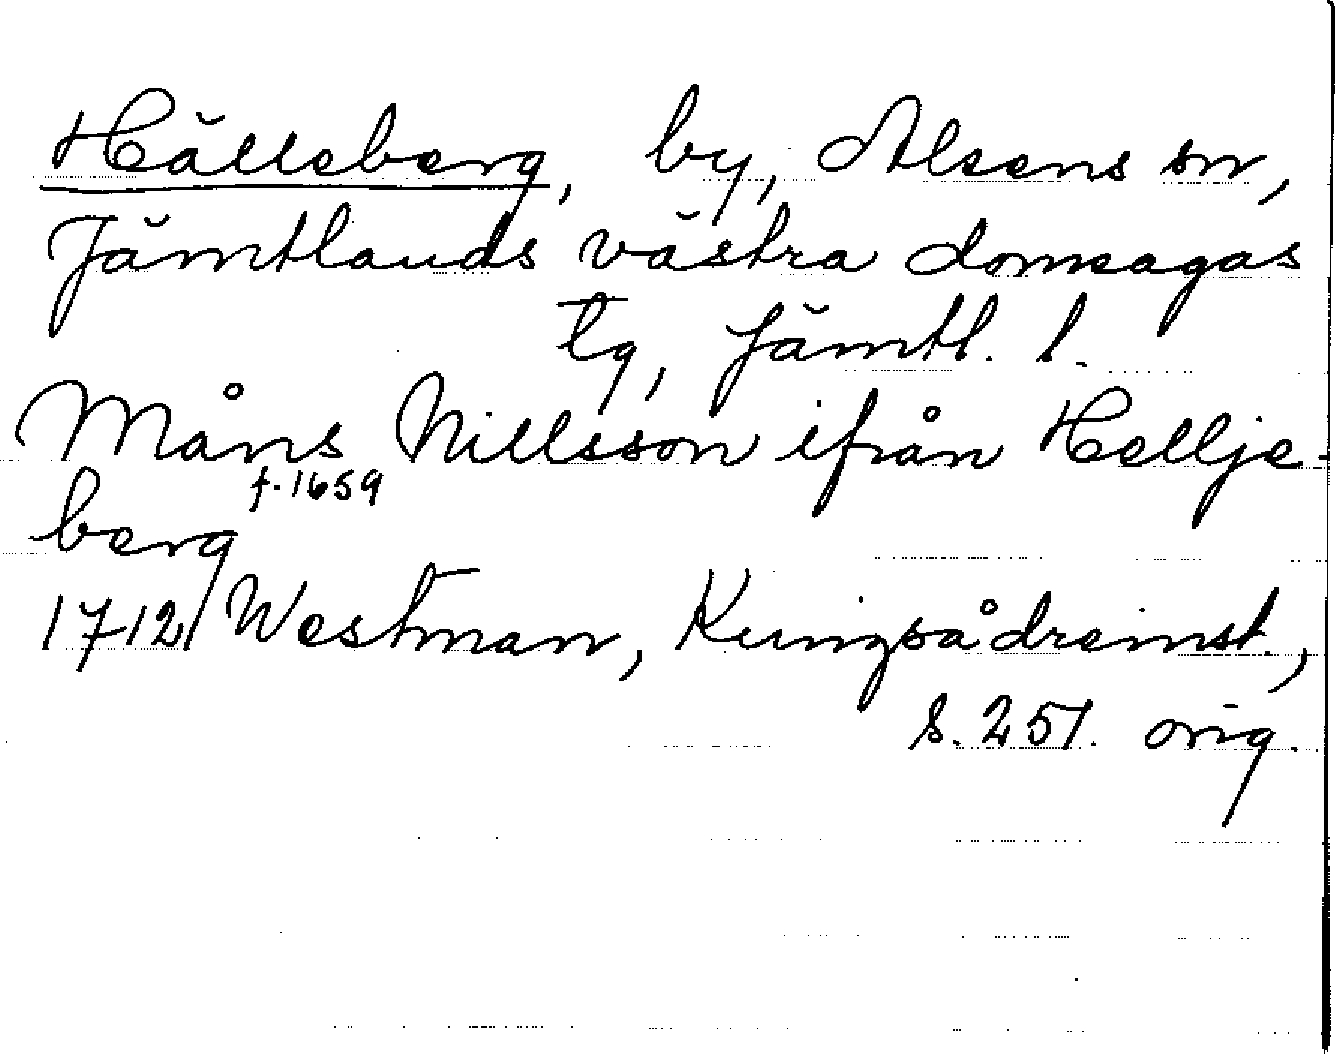 Hälleberg, by, Alsens sn,
Jämtlands västra domsagas
tg, Jämtl. l.
Måns Nillsson ifrån Hellje-
f. 1659
berg
1712 Westman, Kungsådreinst.,
s. 251. orig.